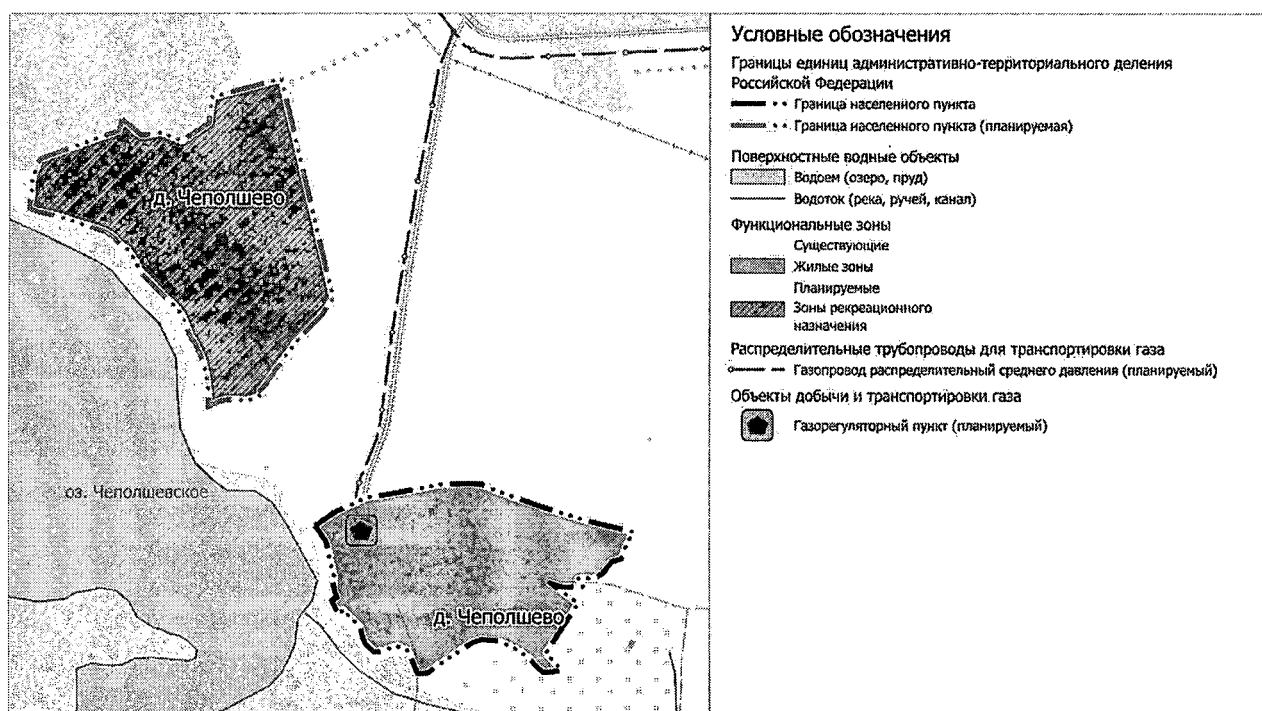 д. Чеполшево
оз. Чеполшевское
д. Чеполшево
Условные обозначения
Границы единиц административно-территориального деления
Российской Федерации
Граница населенного пункта
Граница населенного пункта (планируемая)
Поверхностные водные объекты
Водоем (озеро, пруд)
Водоток (река, ручей, канал)
Функциональные зоны
Существующие
Жилые зоны
Планируемые
Зоны рекреационного
назначения
Распределительные трубопроводы для транспортировки газа
Газопровод распределительный среднего давления (планируемый)
Объекты добычи и транспортировки газа
Газорегуляторный пункт (планируемый)